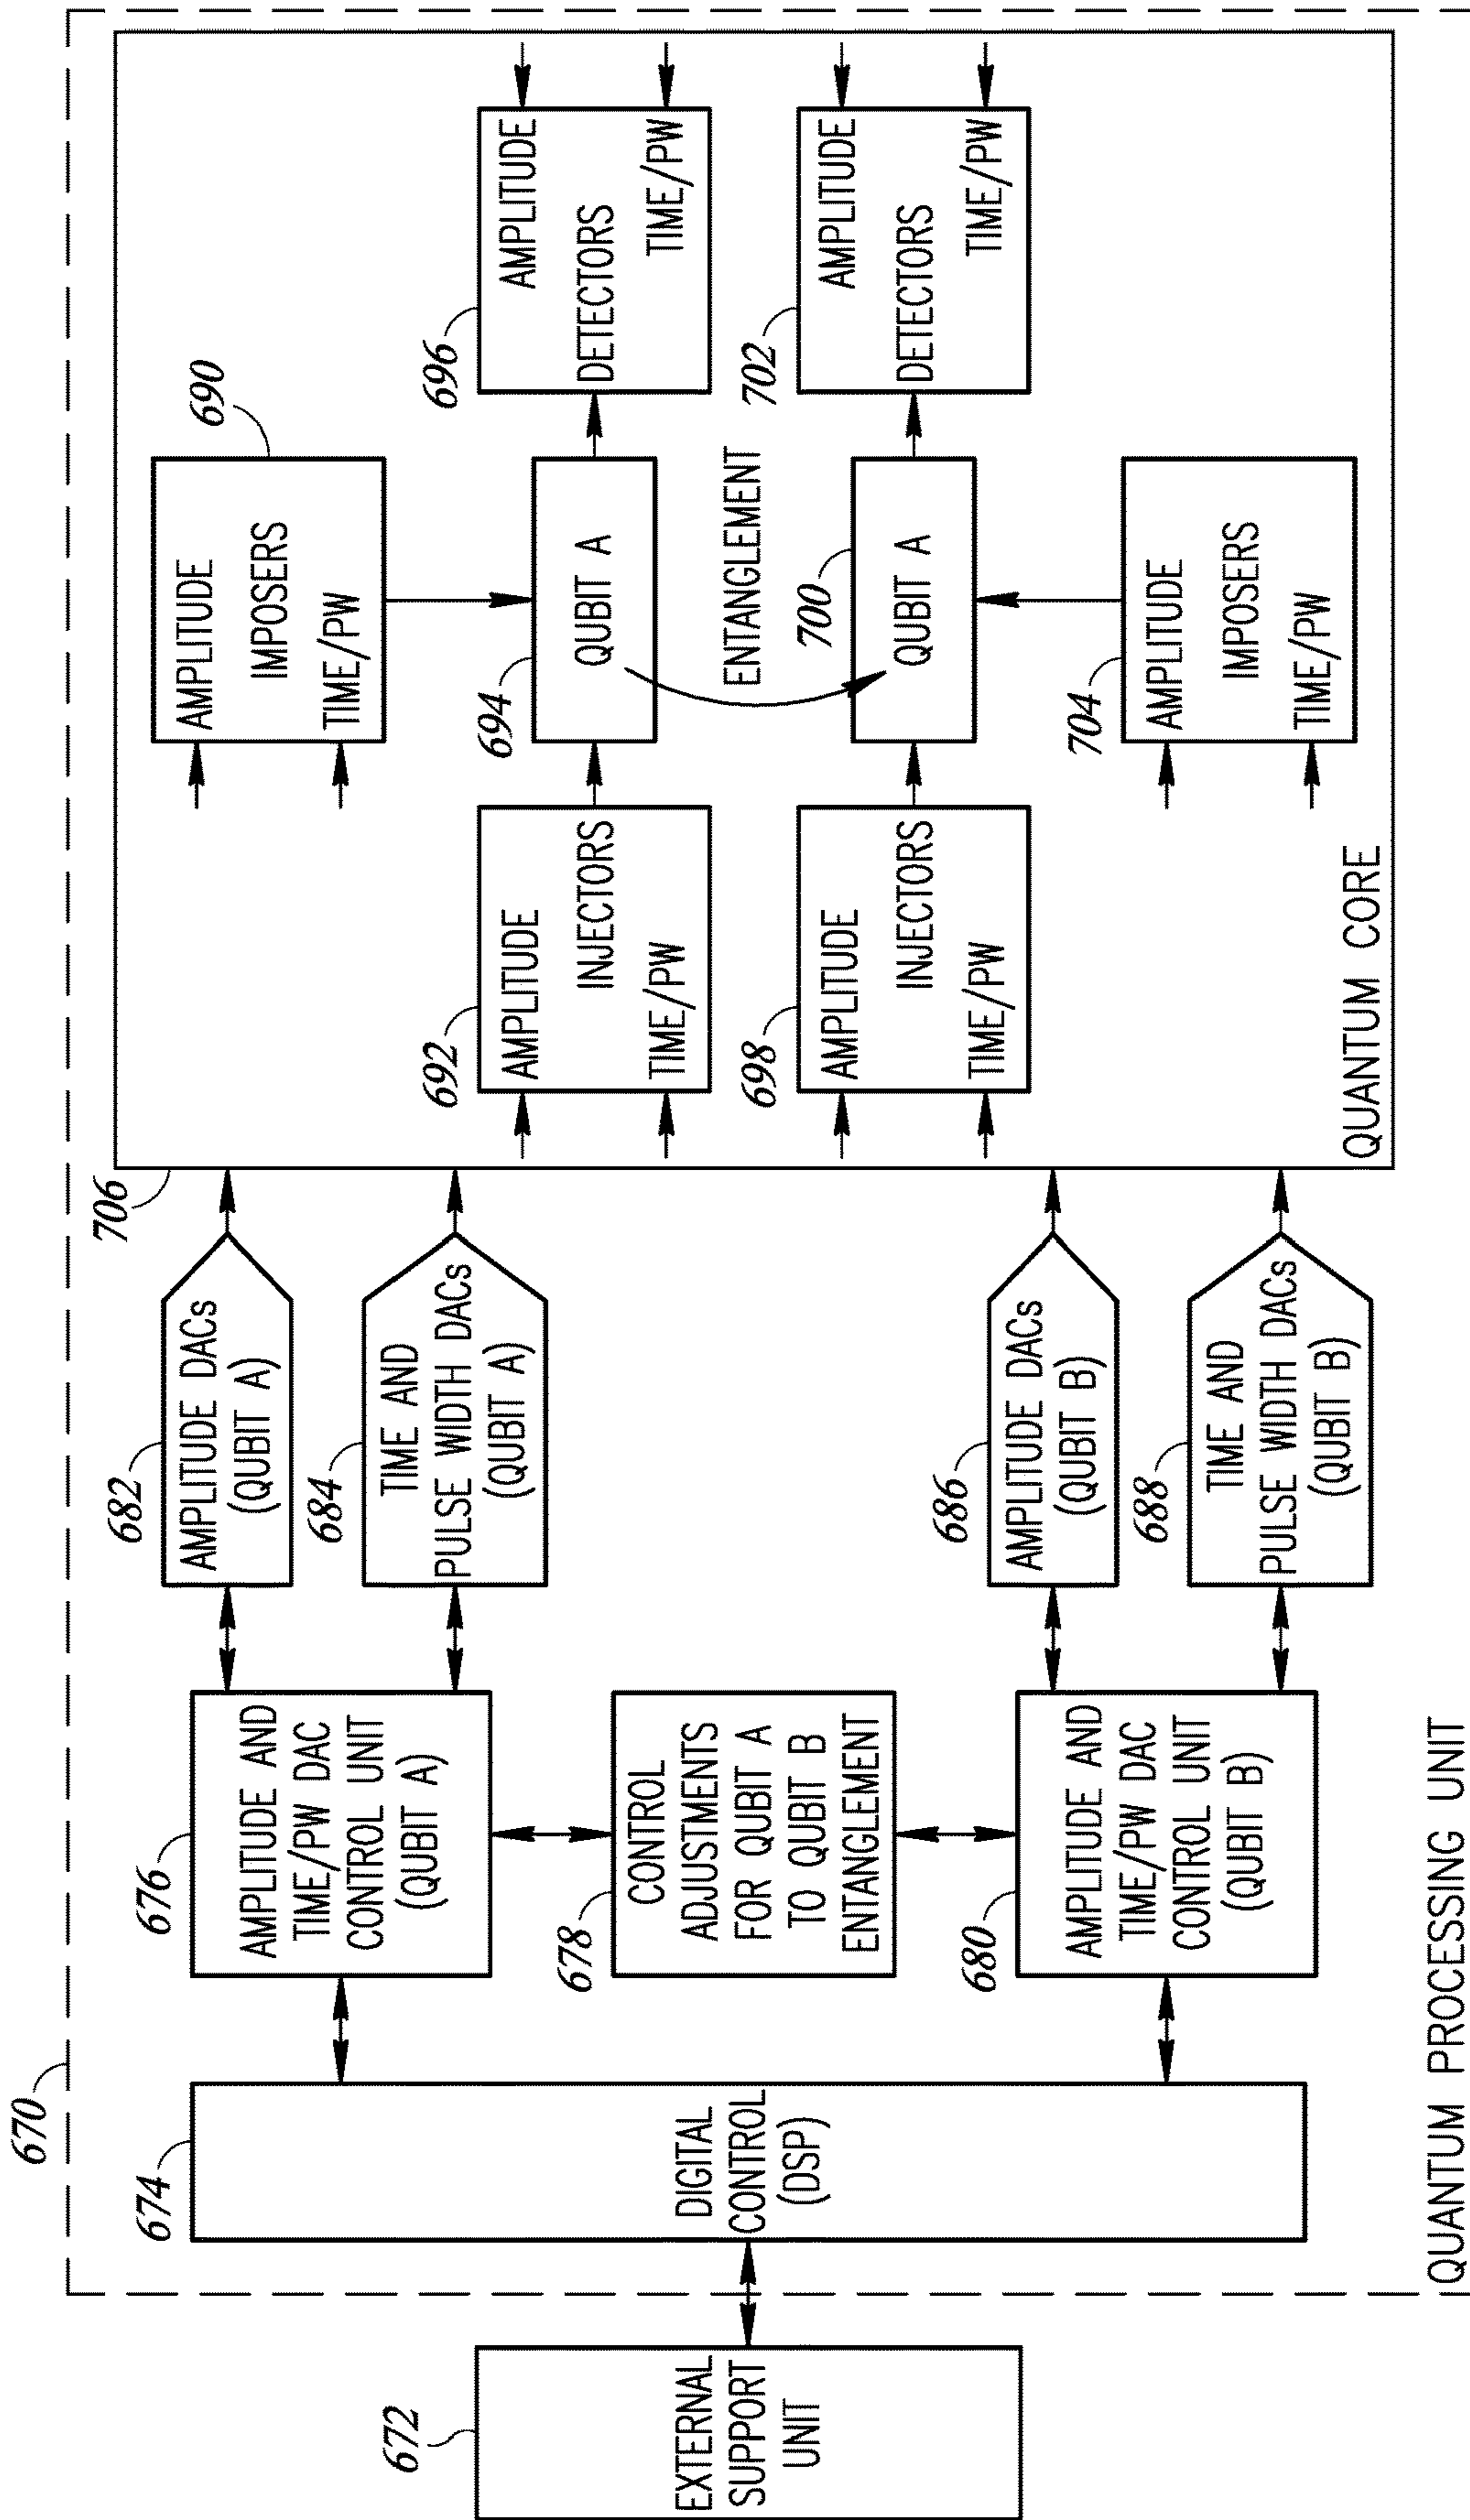 670
672
EXTERNAL
SUPPORT
UNIT
674
DIGITAL
CONTROL
(DSP)
676
AMPLITUDE AND
TIME/PW DAC
CONTROL UNIT
(QUBIT A)
678
CONTROL
ADJUSTMENTS
FOR QUBIT A
TO QUBIT B
ENTANGLEMENT
680
AMPLITUDE AND
TIME/PW DAC
CONTROL UNIT
(QUBIT B)
682
AMPLITUDE DACs
(QUBIT A)
684
TIME AND
PULSE WIDTH DACs
(QUBIT A)
686
AMPLITUDE DACs
(QUBIT B)
688
TIME AND
PULSE WIDTH DACs
(QUBIT B)
706
690
AMPLITUDE
IMPOSERS
TIME/PW
692
AMPLITUDE
INJECTORS
TIME/PW
694
QUBIT A
696
AMPLITUDE
DETECTORS
TIME/PW
ENTANGLEMENT
698
AMPLITUDE
INJECTORS
TIME/PW
700
QUBIT A
702
AMPLITUDE
DETECTORS
TIME/PW
704
AMPLITUDE
IMPOSERS
TIME/PW
QUANTUM CORE
QUANTUM PROCESSING UNIT